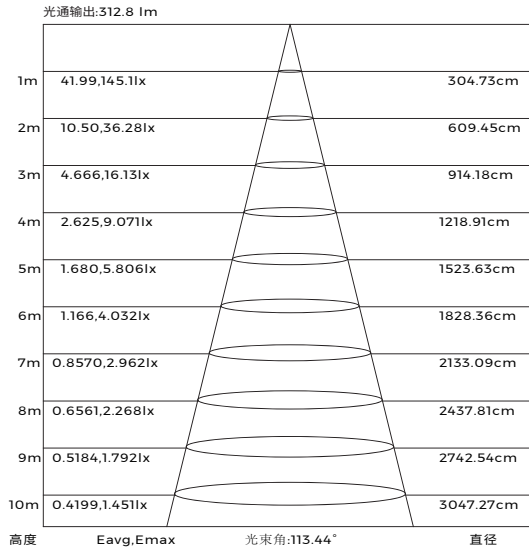 光通输出:312.8 lm
1m 41.99,145.1lx 304.73cm
2m 10.50,36.28lx 609.45cm
3m 4.666,16.13lx 914.18cm
4m 2.625,9.071lx 1218.91cm
5m 1.680,5.806lx 1523.63cm
6m 1.166,4.032lx 1828.36cm
7m 0.8570,2.962lx 2133.09cm
8m 0.6561,2.268lx 2437.81cm
9m 0.5184,1.792lx 2742.54cm
10m 0.4199,1.451lx 3047.27cm
高度 Eavg,Emax 光束角:113.44° 直径